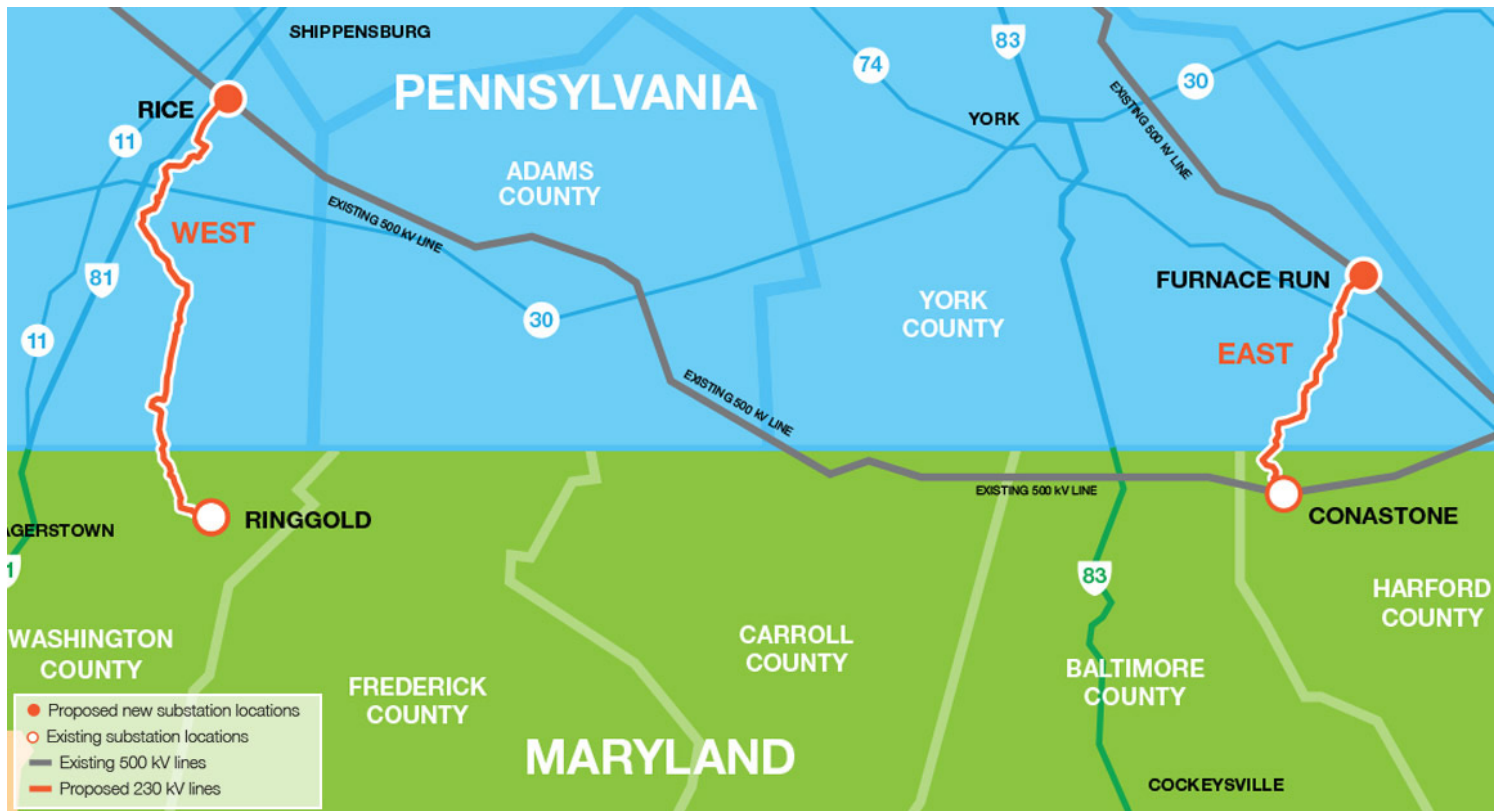 SHIPPENSBURG
PENNSYLVANIA
83
74
30
RICE
11
YORK
EXISTING 500 kV LINE
ADAMS
COUNTY
EXISTING 500 kV LINE
WEST
81
FURNACE RUN
YORK
COUNTY
30
11
EAST
EXISTING 500 kV LINE
EXISTING 500 kV LINE
RINGGOLD
CONASTONE
AGERSTOWN
1
83
HARFORD
COUNTY
WASHINGTON
COUNTY
CARROLL
COUNTY
BALTIMORE
COUNTY
FREDERICK
COUNTY
MARYLAND
COCKEYSVILLE
Proposed new substation locations
Existing substation locations
Existing 500 kV lines
Proposed 230 kV lines